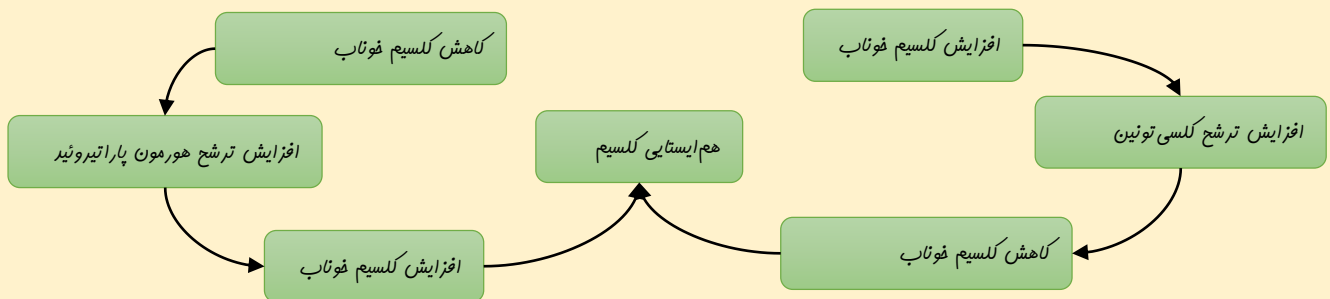 افزایش کلسیم خوناب
کاهش کلسیم خوناب
افزایش ترشح کلسی تونین
هم‌ایستایی کلسیم
افزایش ترشح هورمون پاراتیروئید
کاهش کلسیم خوناب
افزایش کلسیم خوناب